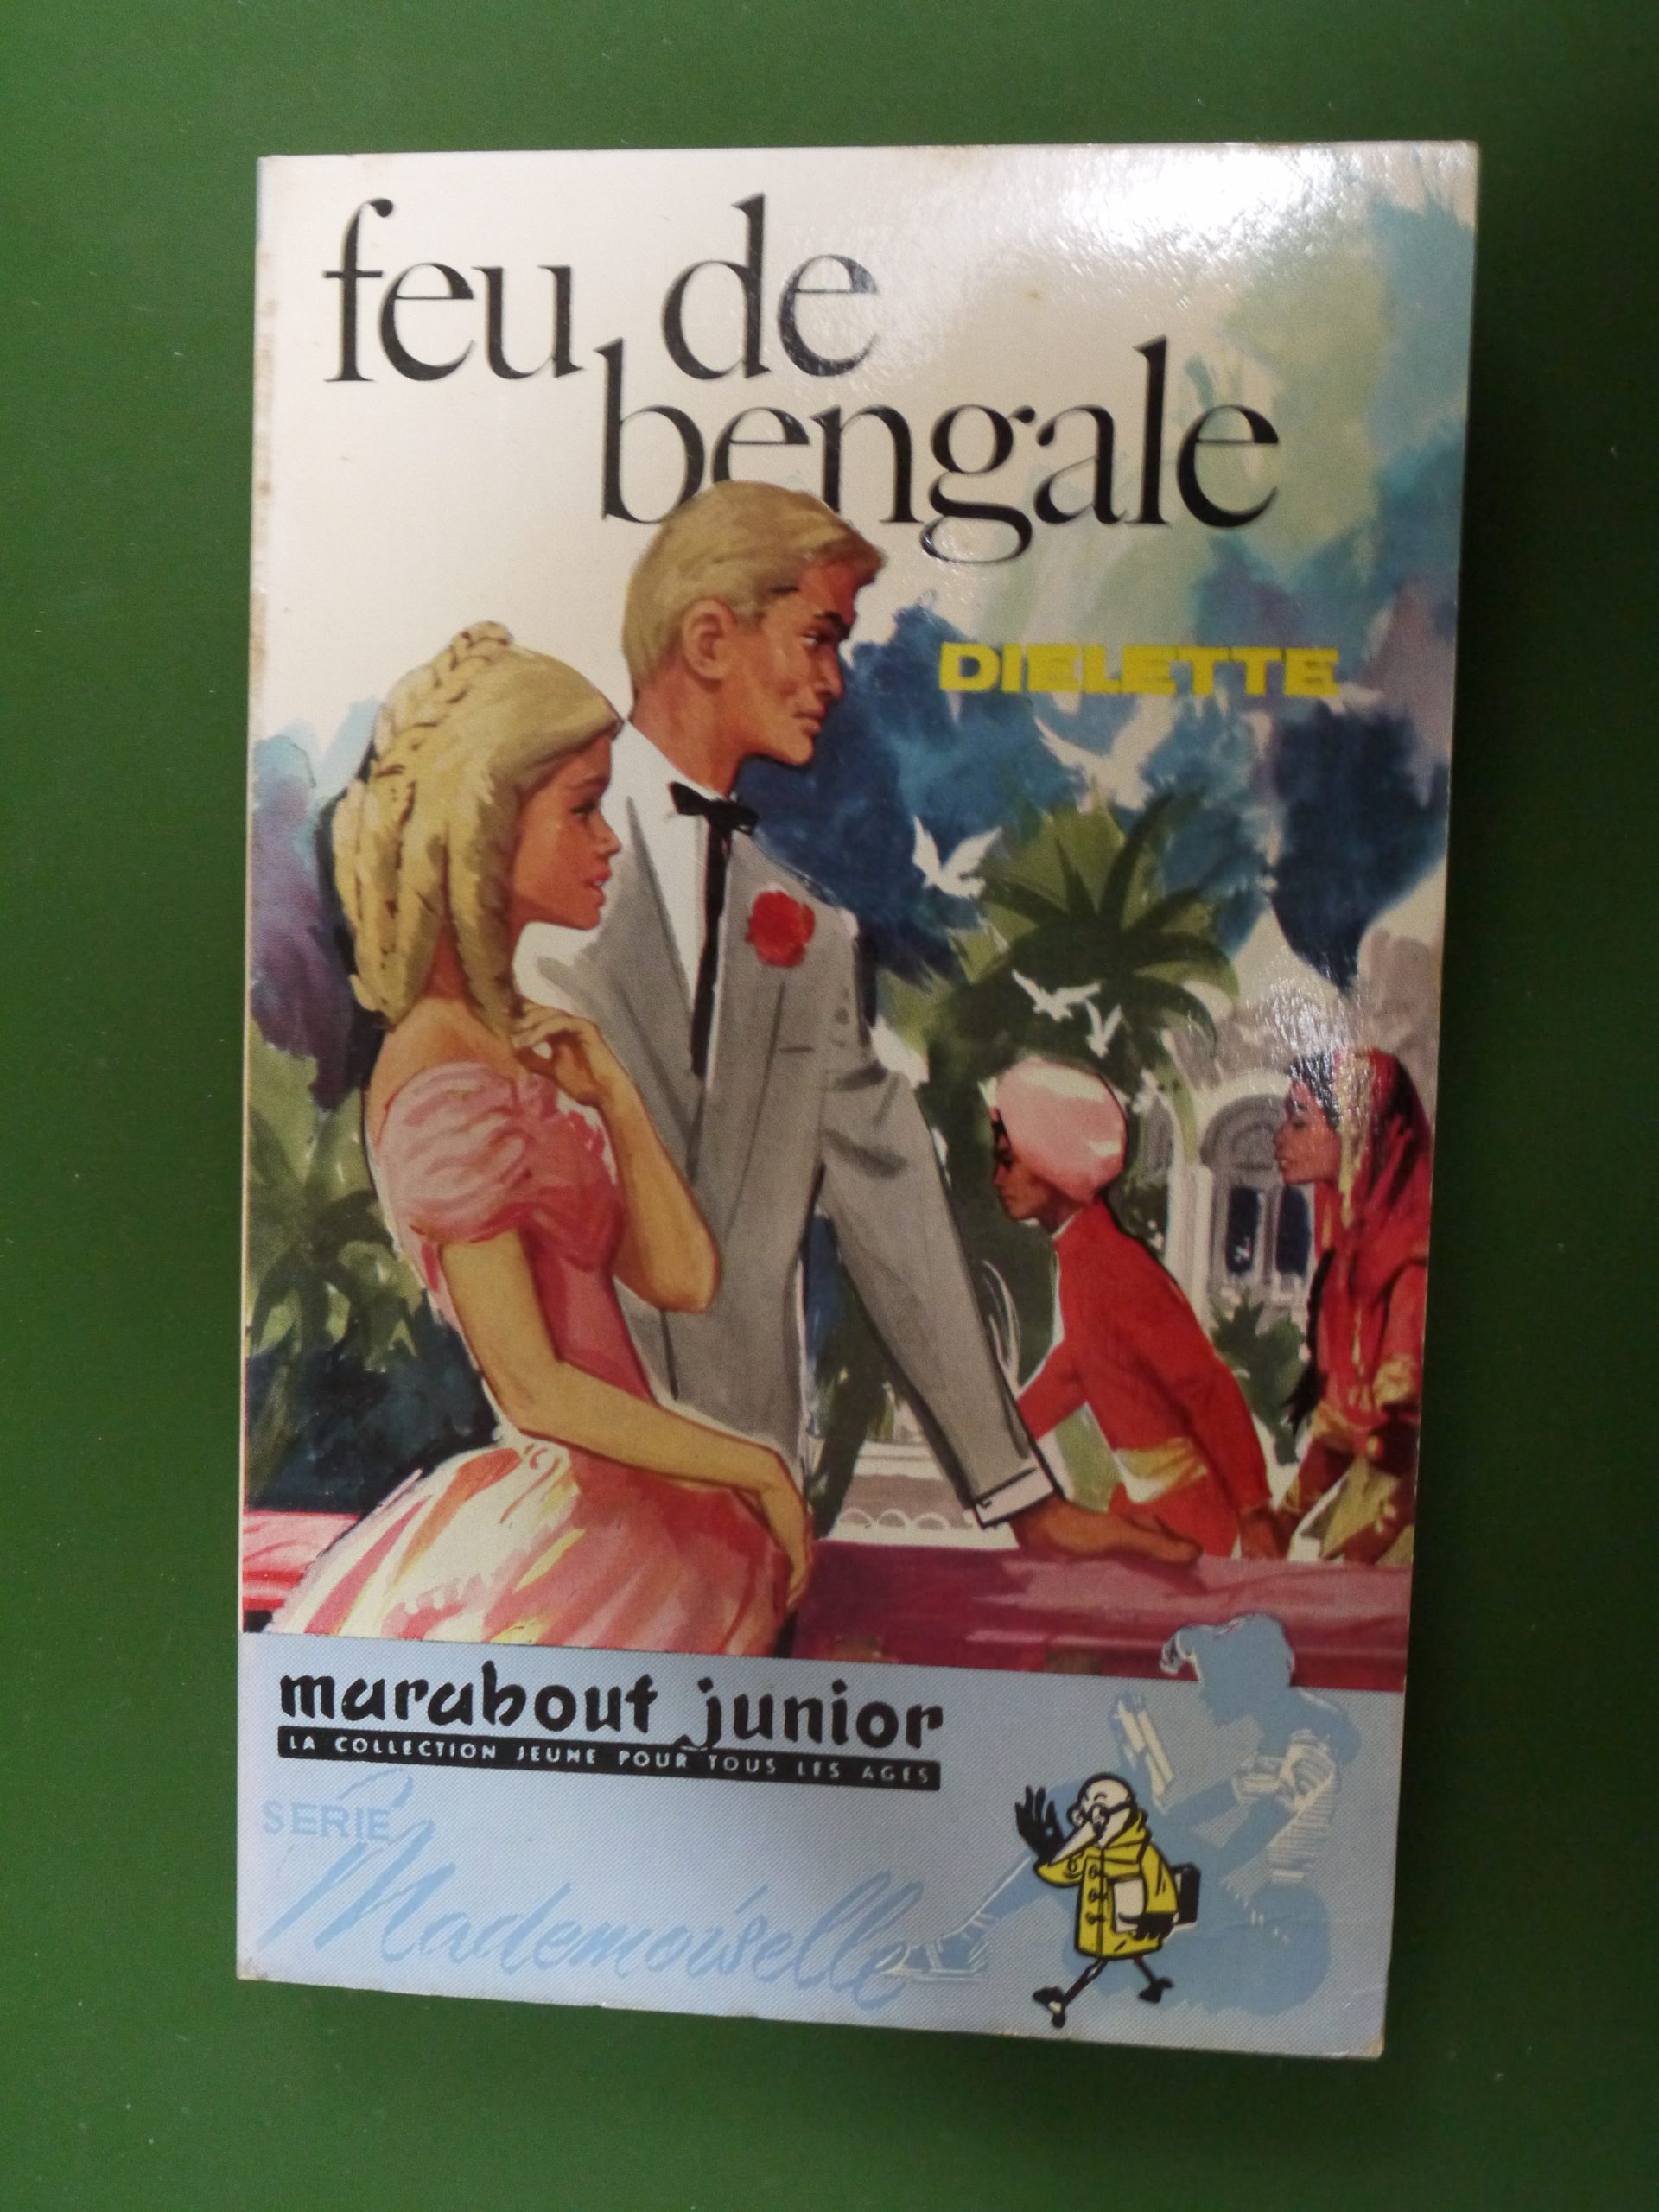 feu de
bengale
DIELETTE
marabout junior
LA COLLECTION JEUNE POUR TOUS LES AGES
SERIE
Mademoiselle